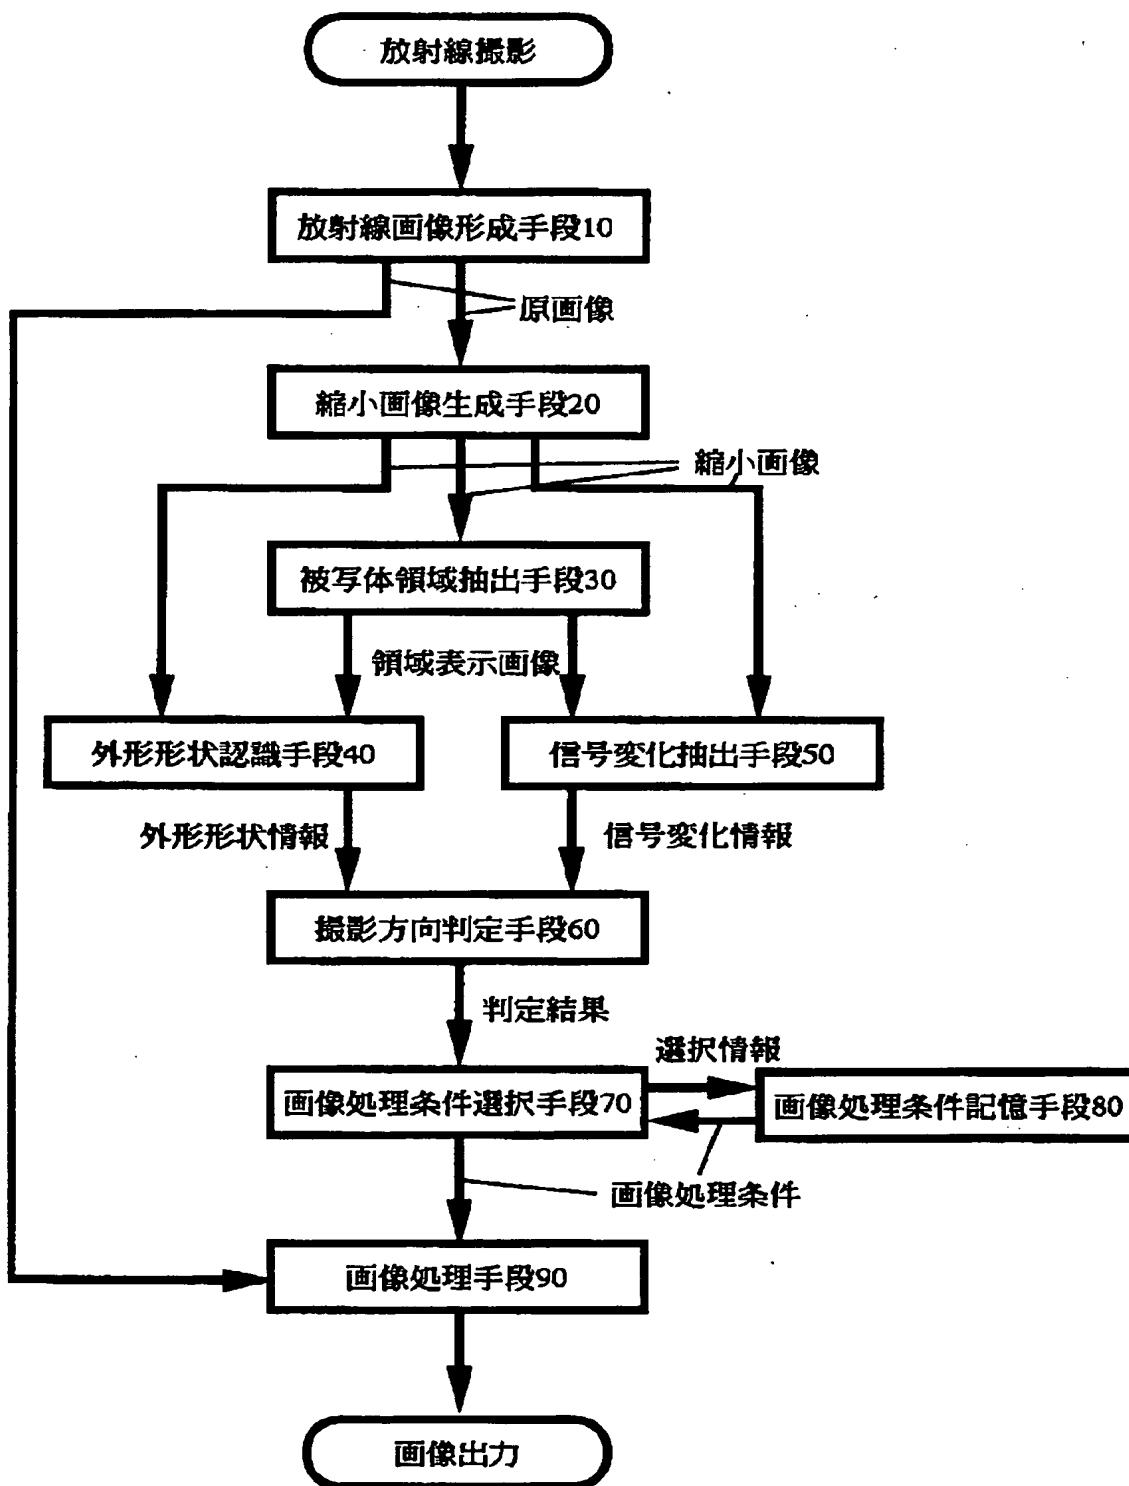 放射線撮影
放射線画像形成手段10
原画像
縮小画像生成手段20
縮小画像
被写体領域抽出手段30
領域表示画像
外形形状認識手段40
信号変化抽出手段50
外形形状情報
信号変化情報
撮影方向判定手段60
判定結果
選択情報
画像処理条件選択手段70
画像処理条件記憶手段80
画像処理条件
画像処理手段90
画像出力